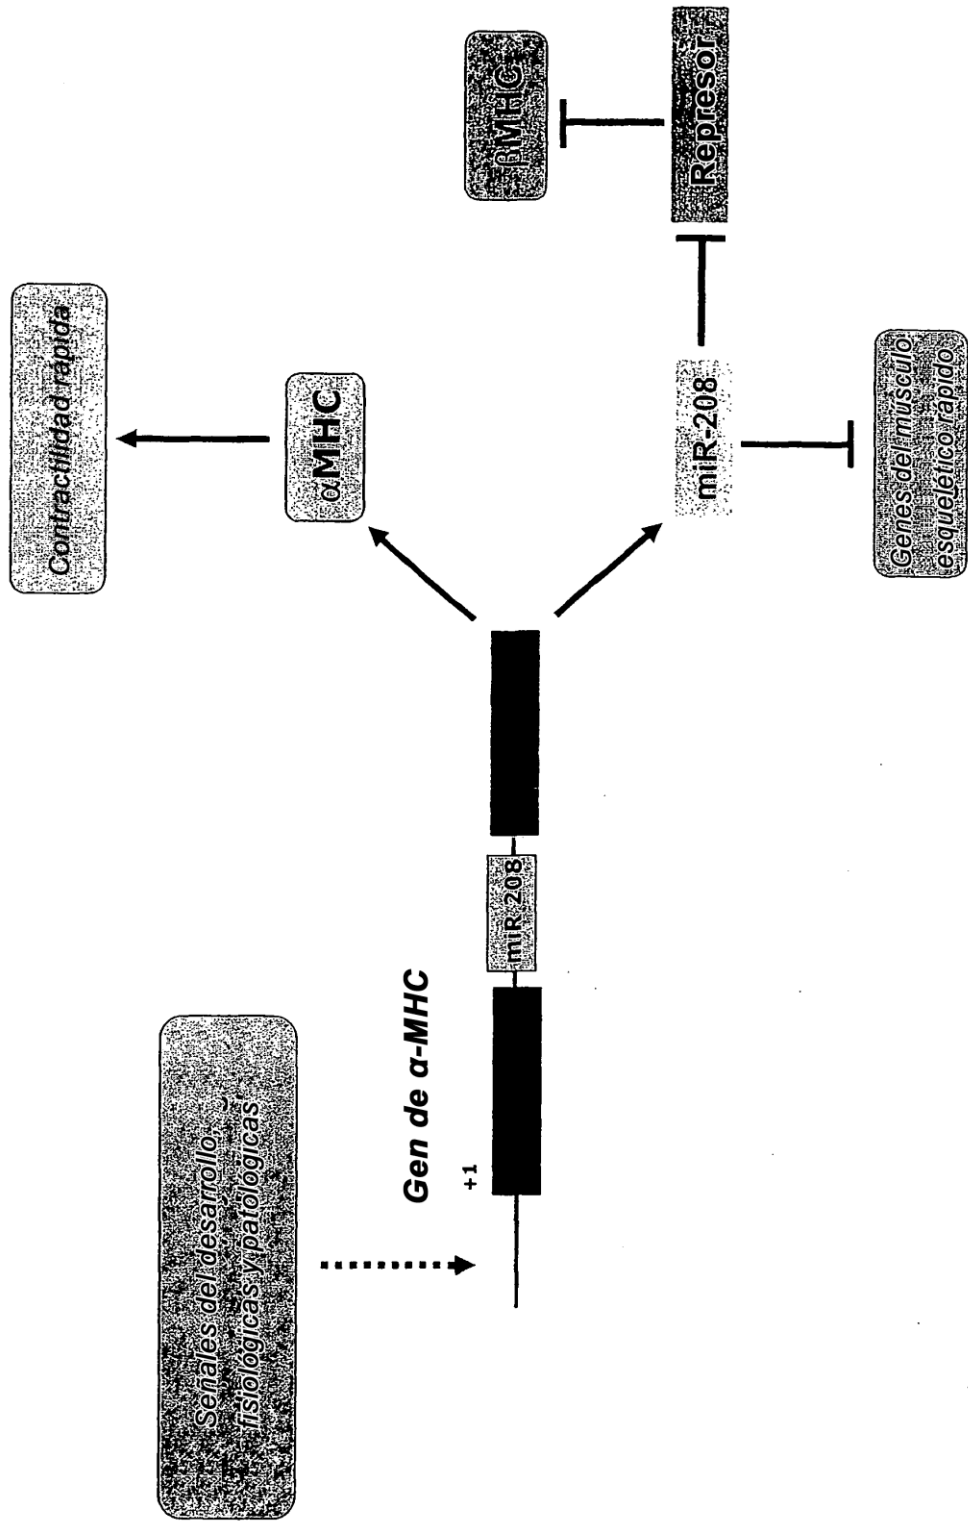 Señales del desarrollo,
fisiológicas y patológicas
Gen de α-MHC
+1
miR 208
αMHC
Contractilidad rápida
miR-208
Genes del músculo
esquelético rápido
Represor
βMHC